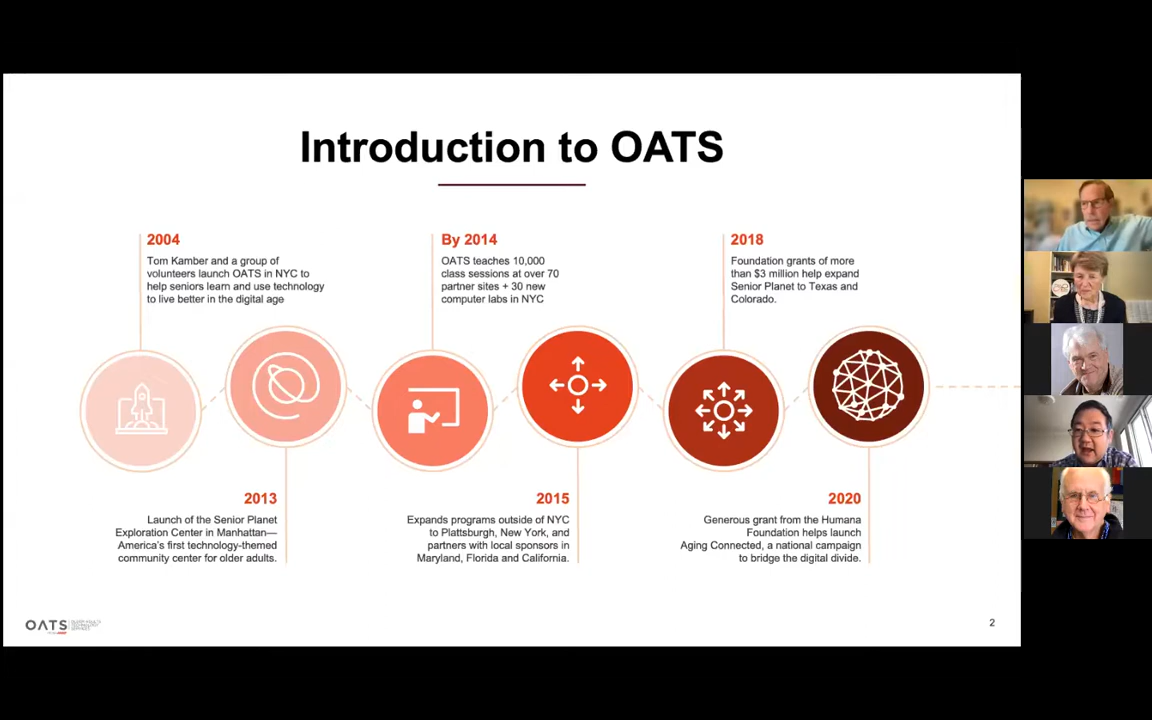 Introduction to OATS
2004
Tom Kamber and a group of
volunteers launch OATS in NYC to
help seniors learn and use technology
to live better in the digital age
By 2014
OATS teaches 10,000
class sessions at over 70
partner sites + 30 new
computer labs in NYC
2018
Foundation grants of more
than $3 million help expand
Senior Planet to Texas and
Colorado.
2013
Launch of the Senior Planet
Exploration Center in Manhattan—
America's first technology-themed
community center for older adults.
2015
Expands programs outside of NYC
to Plattsburgh, New York, and
partners with local sponsors in
Maryland, Florida and California.
2020
Generous grant from the Humana
Foundation helps launch
Aging Connected, a national campaign
to bridge the digital divide.
OATS
2